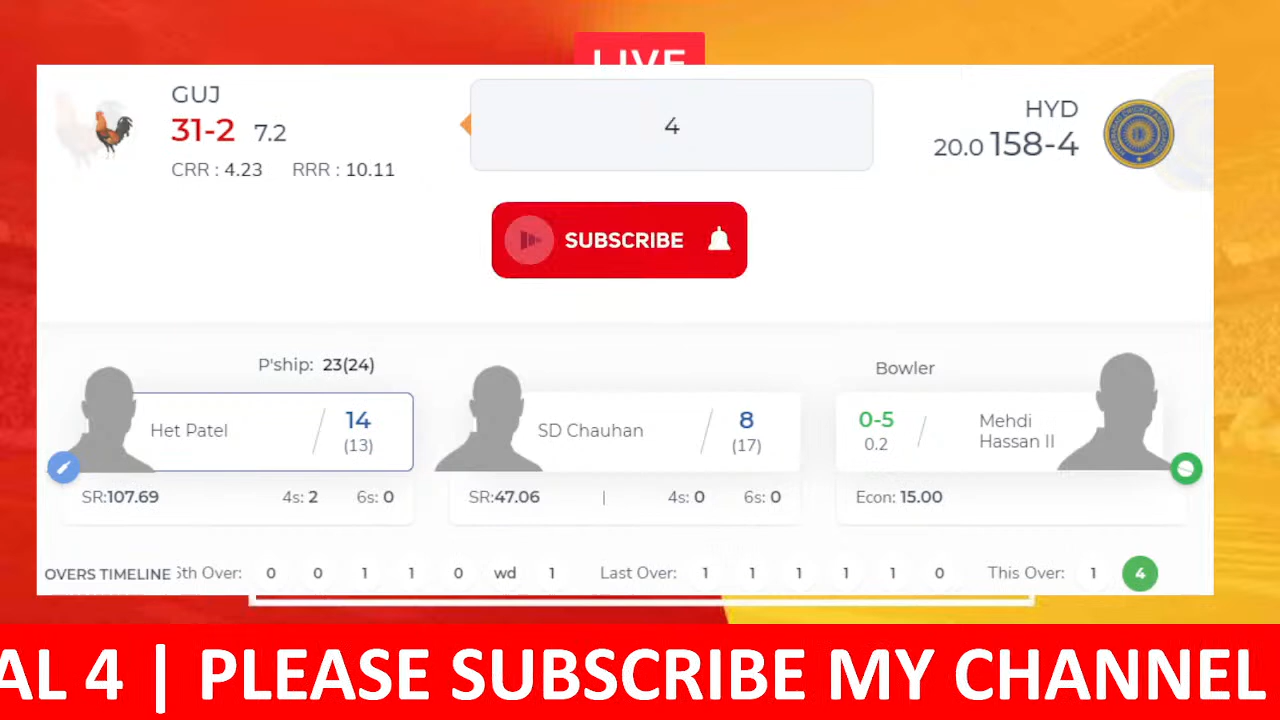 LIVE
GUJ
31-2 7.2
CRR : 4.23 RRR : 10.11
4
HYD
20.0 158-4
SUBSCRIBE
P'ship: 23(24)
Het Patel 14 (13)
SR:107.69 4s: 2 6s: 0
SD Chauhan 8 (17)
SR:47.06 | 4s: 0 6s: 0
Bowler
0-5 0.2 Mehdi Hassan II
Econ: 15.00
OVERS TIMELINE 5th Over: 0 0 1 1 0 wd 1 Last Over: 1 1 1 1 1 0 This Over: 1 4
AL 4 | PLEASE SUBSCRIBE MY CHANNEL